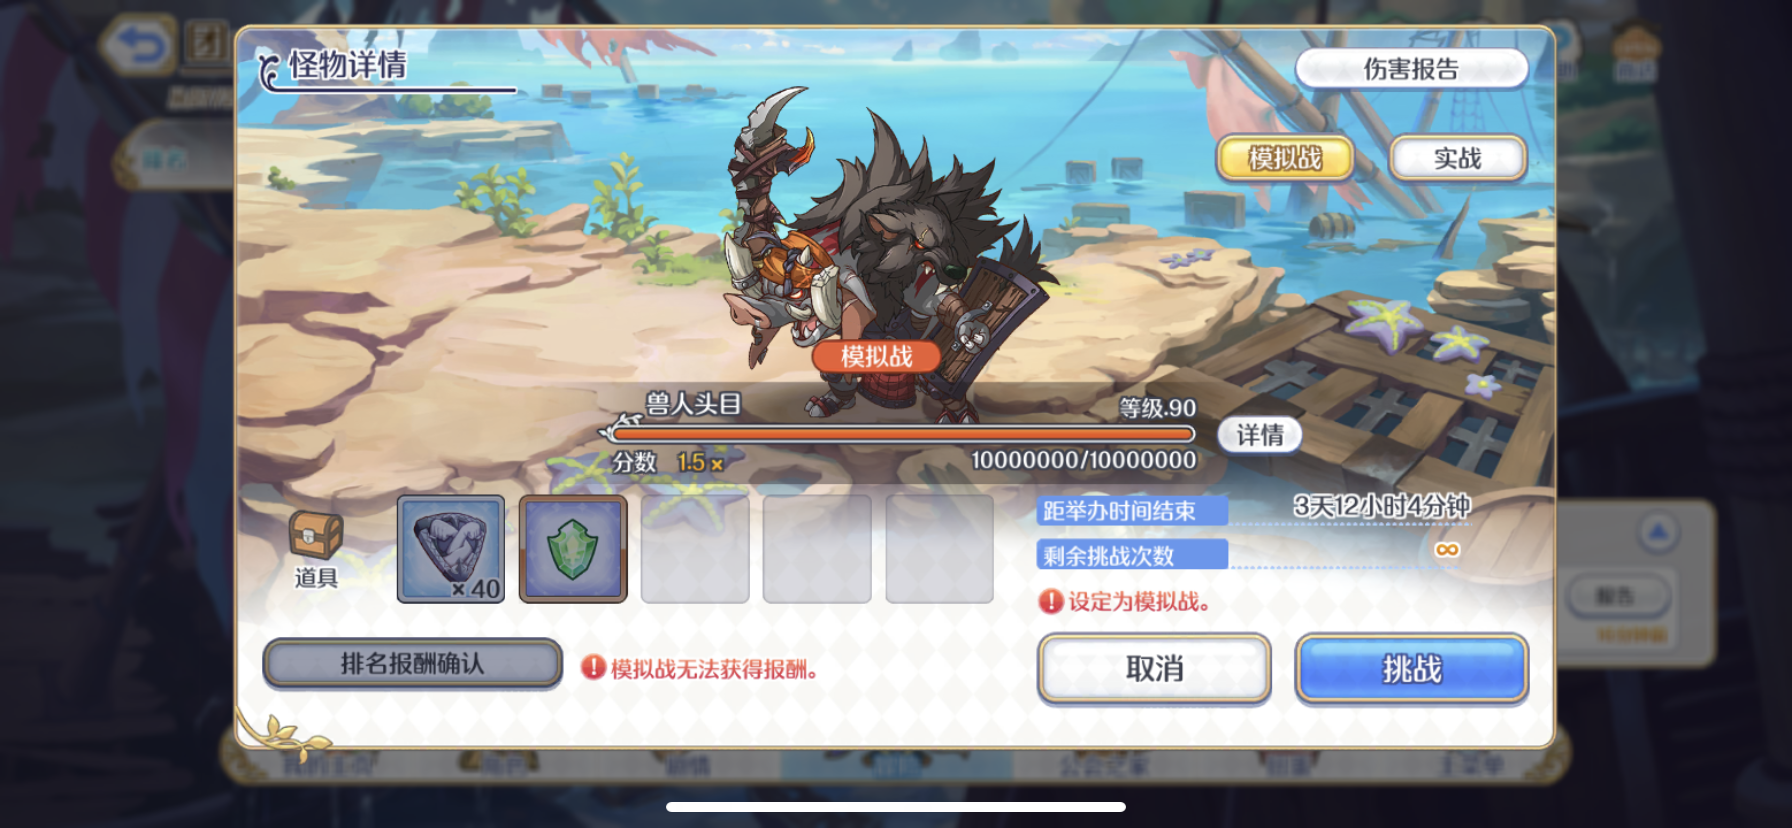 怪物详情
伤害报告
模拟战
实战
模拟战
兽人头目
等级.90
详情
分数 1.5×
10000000/10000000
距举办时间结束 3天12小时4分钟
剩余挑战次数 ∞
道具
×40
设定为模拟战。
排名报酬确认
模拟战无法获得报酬。
取消
挑战